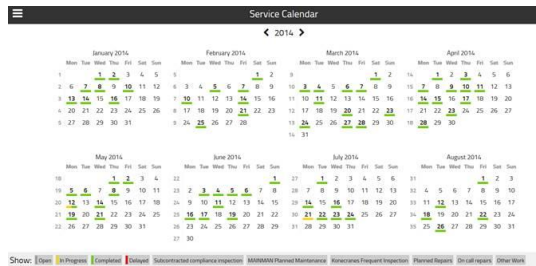 Service Calendar
2014
January 2014 February 2014 March 2014 April 2014
Mon Tue Wed Thu Fri Sat Sun Mon Tue Wed Thu Fri Sat Sun Mon Tue Wed Thu Fri Sat Sun Mon Tue Wed Thu Fri Sat Sun
1 1 2 3 4 5 5 1 2 9 1 2 14 1 2 3 4 5 6
2 6 7 8 9 10 11 12 6 3 4 5 6 7 8 9 10 3 4 5 6 7 8 9 15 7 8 9 10 11 12 13
3 13 14 15 16 17 18 19 7 10 11 12 13 14 15 16 11 10 11 12 13 14 15 16 16 14 15 16 17 18 19 20
4 20 21 22 23 24 25 26 8 17 18 19 20 21 22 23 12 17 18 19 20 21 22 23 17 21 22 23 24 25 26 27
5 27 28 29 30 31 9 24 25 26 27 28 13 24 25 26 27 28 29 30 18 28 29 30
14 31
May 2014 June 2014 July 2014 August 2014
Mon Tue Wed Thu Fri Sat Sun Mon Tue Wed Thu Fri Sat Sun Mon Tue Wed Thu Fri Sat Sun Mon Tue Wed Thu Fri Sat Sun
18 1 2 3 4 22 1 27 1 2 3 4 5 6 31 1 2 3
19 5 6 7 8 9 10 11 23 2 3 4 5 6 7 8 28 7 8 9 10 11 12 13 32 4 5 6 7 8 9 10
20 12 13 14 15 16 17 18 24 9 10 11 12 13 14 15 29 14 15 16 17 18 19 20 33 11 12 13 14 15 16 17
21 19 20 21 22 23 24 25 25 16 17 18 19 20 21 22 30 21 22 23 24 25 26 27 34 18 19 20 21 22 23 24
22 26 27 28 29 30 31 26 23 24 25 26 27 28 29 31 28 29 30 31 35 25 26 27 28 29 30 31
27 30
Show: Open In Progress Completed Delayed Subcontracted compliance inspection MAINMAN Planned Maintenance Konecranes Frequent Inspection Planned Repairs On call repairs Other Work